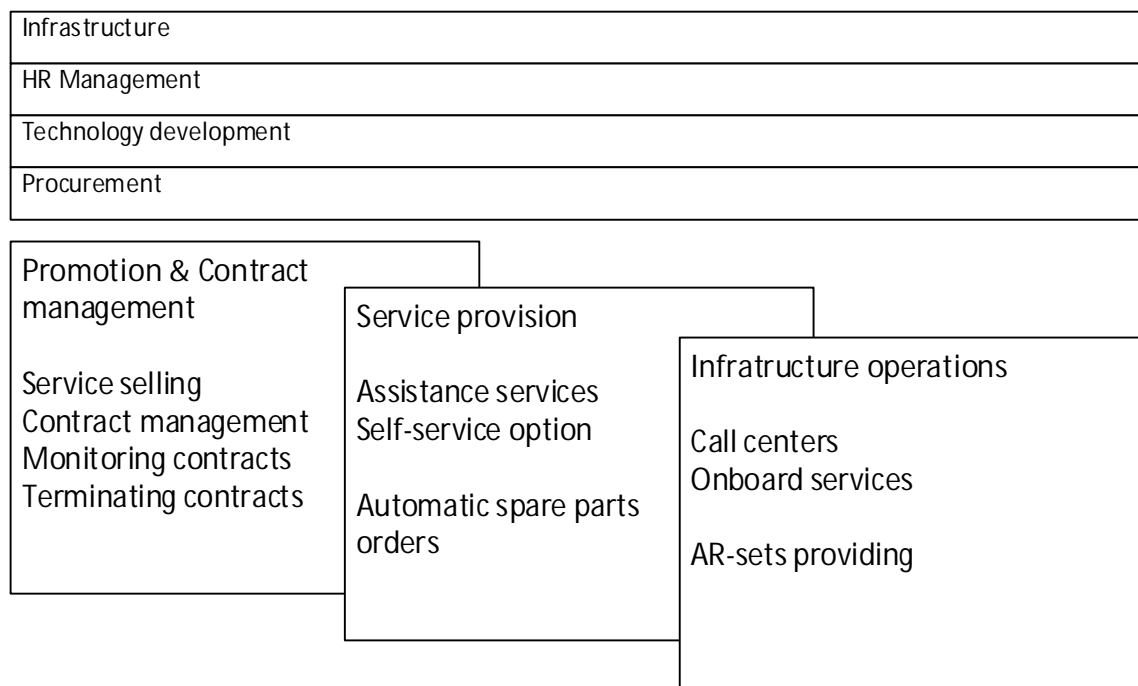 Infrastructure
HR Management
Technology development
Procurement
Promotion & Contract
management
Service selling
Contract management
Monitoring contracts
Terminating contracts
Service provision
Assistance services
Self-service option
Automatic spare parts
orders
Infratructure operations
Call centers
Onboard services
AR-sets providing